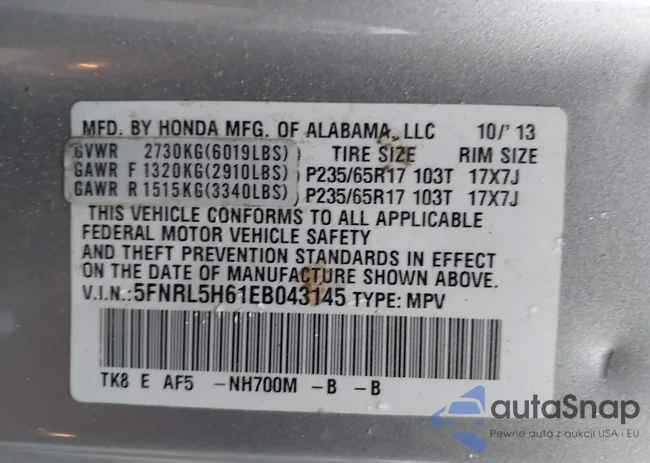 MFD. BY HONDA MFG. OF ALABAMA, LLC 10/'13
GVWR 2730KG(6019LBS) TIRE SIZE RIM SIZE
GAWR F 1320KG(2910LBS) P235/65R17 103T 17X7J
GAWR R 1515KG(3340LBS) P235/65R17 103T 17X7J
THIS VEHICLE CONFORMS TO ALL APPLICABLE
FEDERAL MOTOR VEHICLE SAFETY
AND THEFT PREVENTION STANDARDS IN EFFECT
ON THE DATE OF MANUFACTURE SHOWN ABOVE.
V.I.N.:5FNRL5H61EB043145 TYPE: MPV
TK8 E AF5 -NH700M -B -B
autaSnap
Pewne auta z aukcji USA i EU